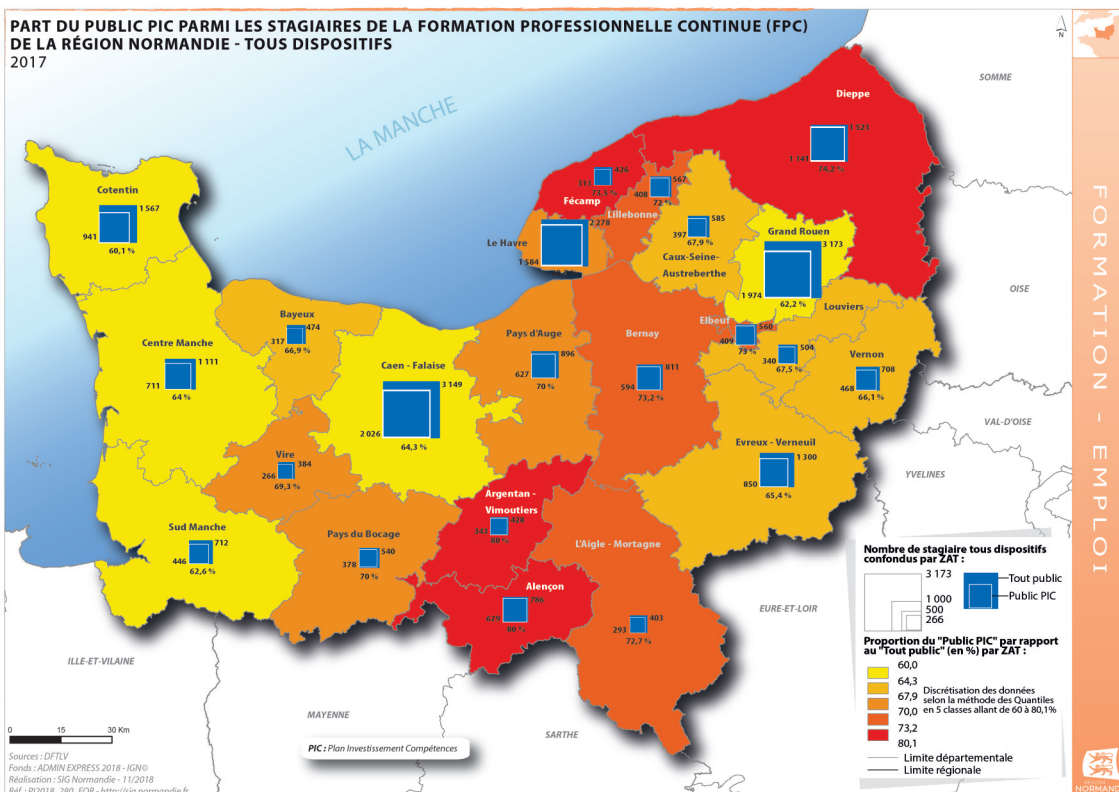 PART DU PUBLIC PIC PARMI LES STAGIAIRES DE LA FORMATION PROFESSIONNELLE CONTINUE (FPC)
DE LA RÉGION NORMANDIE - TOUS DISPOSITIFS
2017
N
LA MANCHE
SOMME
OISE
VAL-D'OISE
YVELINES
EURE-ET-LOIR
SARTHE
MAYENNE
ILLE-ET-VILAINE
Dieppe
1 523
1 141
74,2 %
426
73,5 %
Fécamp
567
408
72 %
Lillebonne
2 278
Le Havre
1 584
585
397
67,9 %
Caux-Seine-
Austreberthe
Grand Rouen
3 173
1 974
62,2 %
Cotentin
1 567
941
60,1 %
Bayeux
474
317
66,9 %
Centre Manche
1 111
711
64 %
Caen - Falaise
3 149
2 026
64,3 %
Pays d'Auge
896
627
70 %
Bernay
811
594
73,2 %
Elbeuf
560
409
73 %
Louviers
504
340
67,5 %
Vernon
708
468
66,1 %
Evreux - Verneuil
1 300
850
65,4 %
Vire
384
266
69,3 %
Sud Manche
712
446
62,6 %
Pays du Bocage
540
378
70 %
Argentan -
Vimoutiers
428
343
80 %
Alençon
786
629
80 %
L'Aigle - Mortagne
403
293
72,7 %
Nombre de stagiaire tous dispositifs
confondus par ZAT :
3 173
1 000
500
266
Tout public
Public PIC
Proportion du "Public PIC" par rapport
au "Tout public" (en %) par ZAT :
60,0
64,3
67,9
70,0
73,2
80,1
Discrétisation des données
selon la méthode des Quantiles
en 5 classes allant de 60 à 80,1%
Limite départementale
Limite régionale
0 15 30 Km
PIC : Plan Investissement Compétences
Sources : DFTLV
Fonds : ADMIN EXPRESS 2018 - IGN©
Réalisation : SIG Normandie - 11/2018
Réf : PI2018_280_FOR - http://sig.normandie.fr
FORMATION - EMPLOI
RÉGION